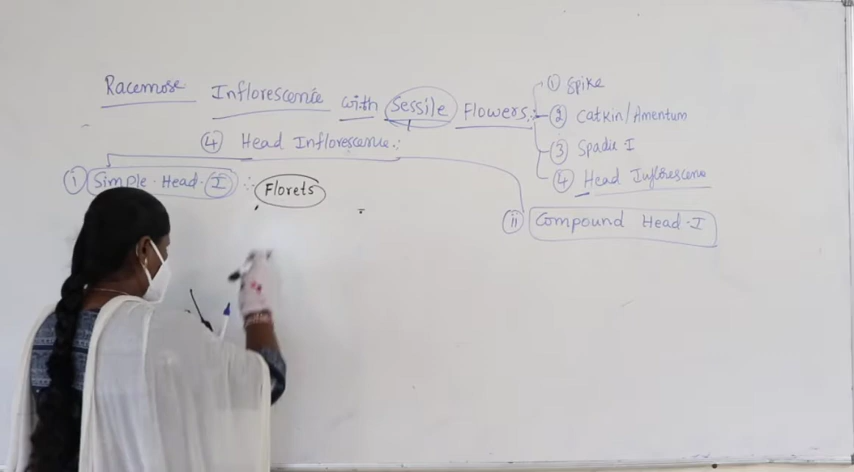 Racemose Inflorescence with Sessile Flowers:-
① Spike
② Catkin/Amentum
③ Spadix I
④ Head Inflorescence
④ Head Inflorescence:
ⓘ Simple Head-I ∵ Florets
ⓘⓘ Compound Head-I